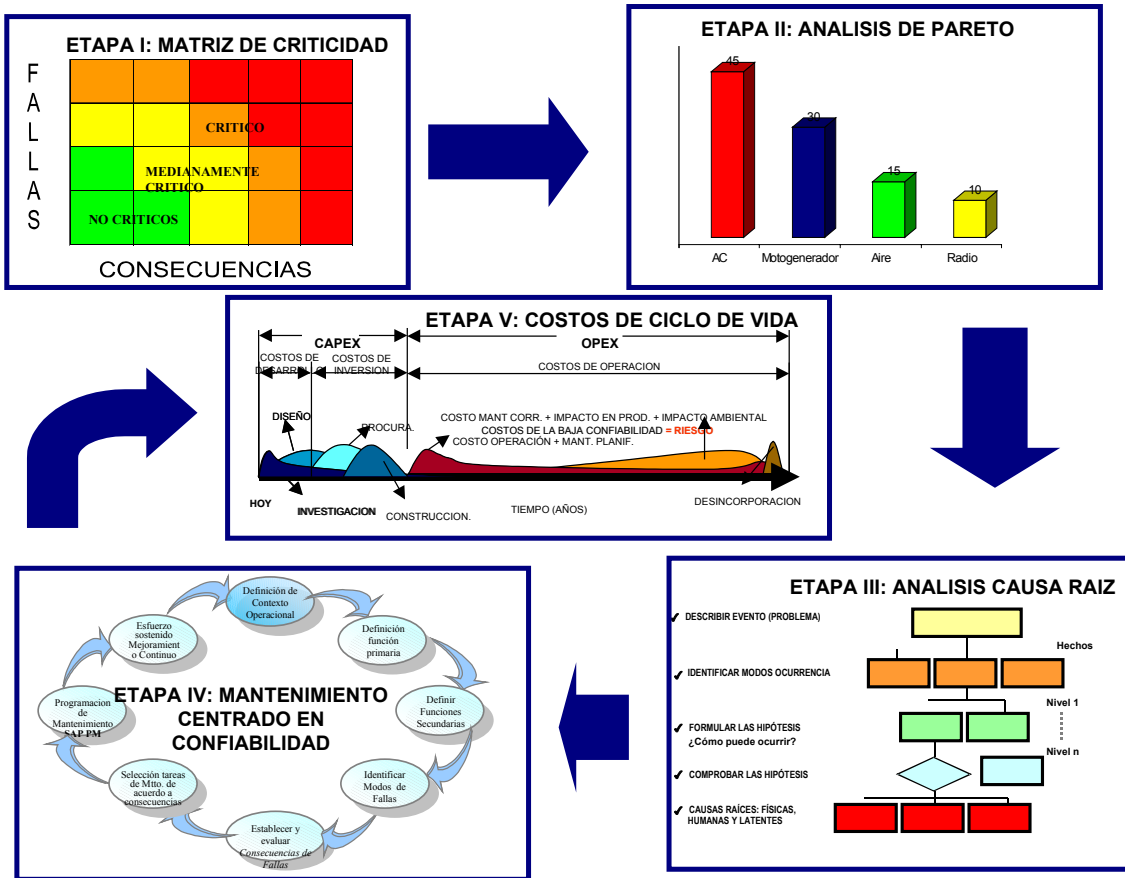 ETAPA I: MATRIZ DE CRITICIDAD
F
A
L
L
A
S
CRITICO
MEDIANAMENTE
CRITICO
NO CRITICOS
CONSECUENCIAS
ETAPA II: ANALISIS DE PARETO
45
30
15
10
AC
Motogenerador
Aire
Radio
ETAPA V: COSTOS DE CICLO DE VIDA
CAPEX
OPEX
COSTOS DE
COSTOS DE
INVERSION
COSTOS DE OPERACION
DISEÑO
PROCURA.
COSTO MANT CORR. + IMPACTO EN PROD. + IMPACTO AMBIENTAL
COSTOS DE LA BAJA CONFIABILIDAD = RIESGO
COSTO OPERACIÓN + MANT. PLANIF.
HOY
INVESTIGACION
CONSTRUCCION.
TIEMPO (AÑOS)
DESINCORPORACION
ETAPA III: ANALISIS CAUSA RAIZ
✓ DESCRIBIR EVENTO (PROBLEMA)
Hechos
✓ IDENTIFICAR MODOS OCURRENCIA
Nivel 1
✓ FORMULAR LAS HIPÓTESIS
¿Cómo puede ocurrir?
Nivel n
✓ COMPROBAR LAS HIPÓTESIS
✓ CAUSAS RAÍCES: FÍSICAS,
HUMANAS Y LATENTES
ETAPA IV: MANTENIMIENTO
CENTRADO EN
CONFIABILIDAD
Definición de
Contexto
Operacional
Definición
función
primaria
Definir
Funciones
Secundarias
Identificar
Modos de
Fallas
Establecer y
evaluar
Consecuencias de
Fallas
Selección tareas
de Mtto. de
acuerdo a
consecuencias
Programacion
de
Mantenimiento
SAP PM
Esfuerzo
sostenido
Mejoramient
o Continuo